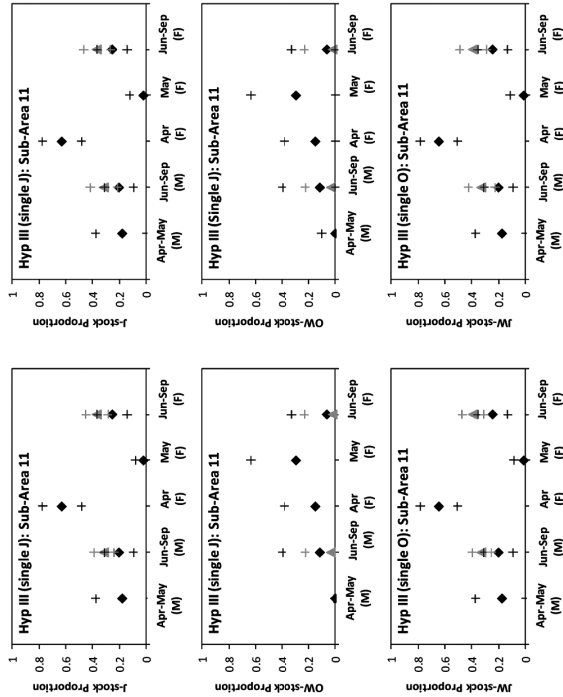 Hyp III (single J): Sub-Area 11
J-stock Proportion
1
0.8
0.6
0.4
0.2
0
Apr-May Jun-Sep Apr May Jun-Sep
(M) (M) (F) (F) (F)
Hyp III (single J): Sub-Area 11
J-stock Proportion
1
0.8
0.6
0.4
0.2
0
Apr-May Jun-Sep Apr May Jun-Sep
(M) (M) (F) (F) (F)
Hyp III (single J): Sub-Area 11
OW-stock Proportion
1
0.8
0.6
0.4
0.2
0
Apr-May Jun-Sep Apr May Jun-Sep
(M) (M) (F) (F) (F)
Hyp III (Single J): Sub-Area 11
OW-stock Proportion
1
0.8
0.6
0.4
0.2
0
Apr-May Jun-Sep Apr May Jun-Sep
(M) (M) (F) (F) (F)
Hyp III (single O): Sub-Area 11
JW-stock Proportion
1
0.8
0.6
0.4
0.2
0
Apr-May Jun-Sep Apr May Jun-Sep
(M) (M) (F) (F) (F)
Hyp III (single O): Sub-Area 11
JW-stock Proportion
1
0.8
0.6
0.4
0.2
0
Apr-May Jun-Sep Apr May Jun-Sep
(M) (M) (F) (F) (F)